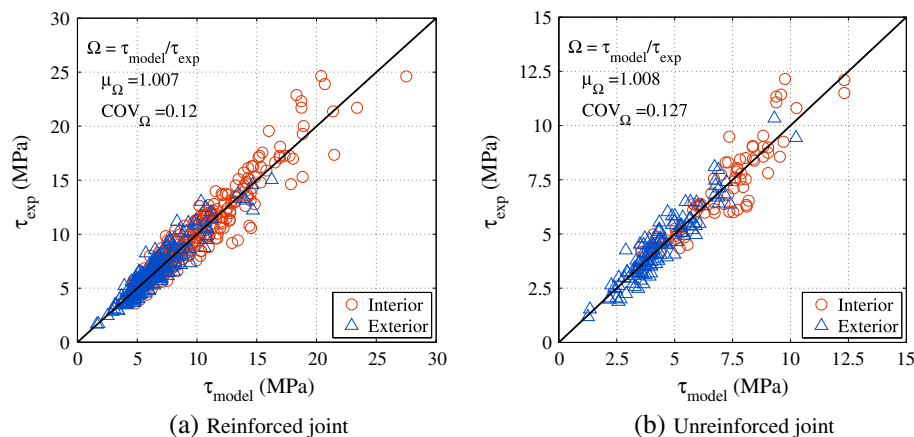 30
25
20
15
10
5
0
τexp (MPa)
Ω = τmodel/τexp
μΩ=1.007
COVΩ=0.12
Interior
Exterior
0 5 10 15 20 25 30
τmodel (MPa)
(a) Reinforced joint
15
12.5
10
7.5
5
2.5
0
τexp (MPa)
Ω = τmodel/τexp
μΩ=1.008
COVΩ=0.127
Interior
Exterior
0 2.5 5 7.5 10 12.5 15
τmodel (MPa)
(b) Unreinforced joint